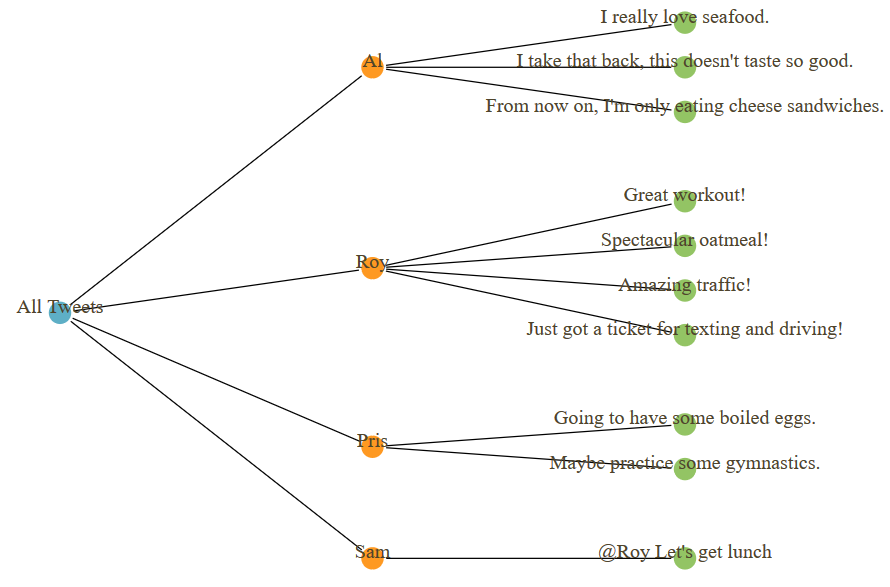 All Tweets
Al
I really love seafood.
I take that back, this doesn't taste so good.
From now on, I'm only eating cheese sandwiches.
Roy
Great workout!
Spectacular oatmeal!
Amazing traffic!
Just got a ticket for texting and driving!
Pris
Going to have some boiled eggs.
Maybe practice some gymnastics.
Sam
@Roy Let's get lunch